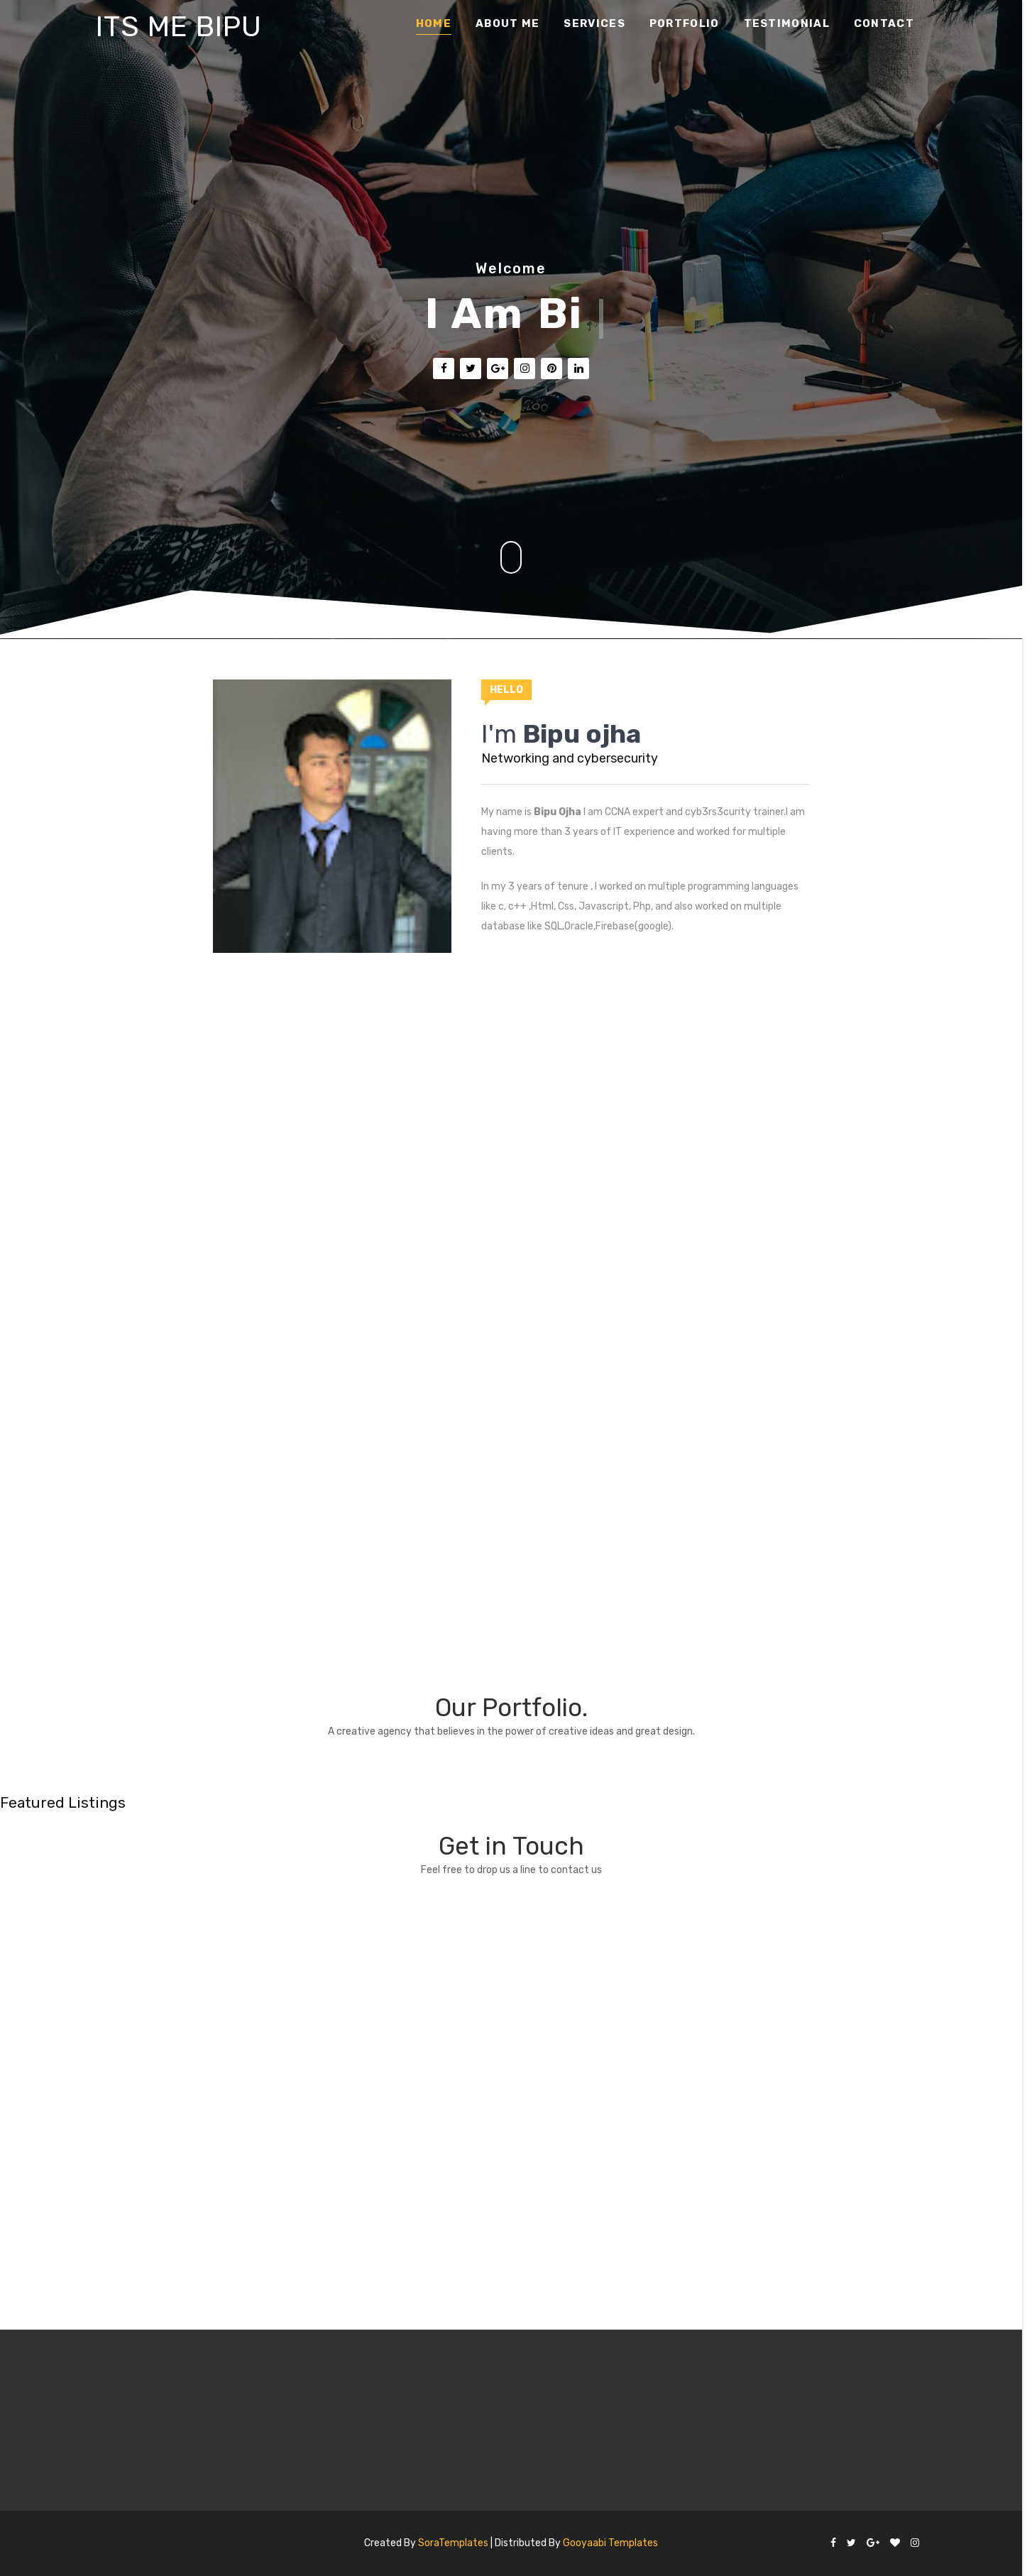 ITS ME BIPU
HOME ABOUT ME SERVICES PORTFOLIO TESTIMONIAL CONTACT
Welcome
I Am Bi |
HELLO
I'm Bipu ojha
Networking and cybersecurity
My name is Bipu Ojha I am CCNA expert and cyb3rs3curity trainer.I am
having more than 3 years of IT experience and worked for multiple
clients.
In my 3 years of tenure , I worked on multiple programming languages
like c, c++ ,Html, Css, Javascript, Php, and also worked on multiple
database like SQL,Oracle,Firebase(google).
Our Portfolio.
A creative agency that believes in the power of creative ideas and great design.
Featured Listings
Get in Touch
Feel free to drop us a line to contact us
Created By SoraTemplates | Distributed By Gooyaabi Templates